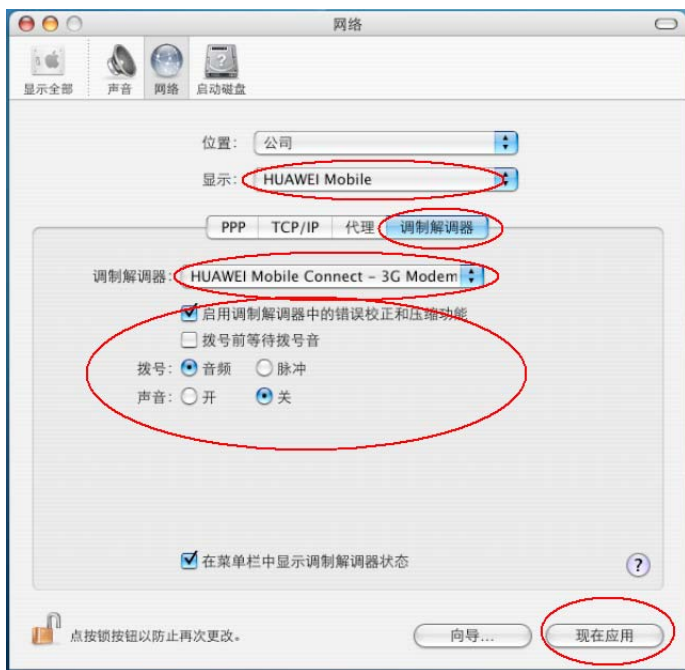 网络
显示全部 声音 网络 启动磁盘
位置： 公司
显示： HUAWEI Mobile
PPP TCP/IP 代理 调制解调器
调制解调器： HUAWEI Mobile Connect – 3G Modem
启用调制解调器中的错误校正和压缩功能
拨号前等待拨号音
拨号： 音频 脉冲
声音： 开 关
在菜单栏中显示调制解调器状态
?
点按锁按钮以防止再次更改。 向导... 现在应用